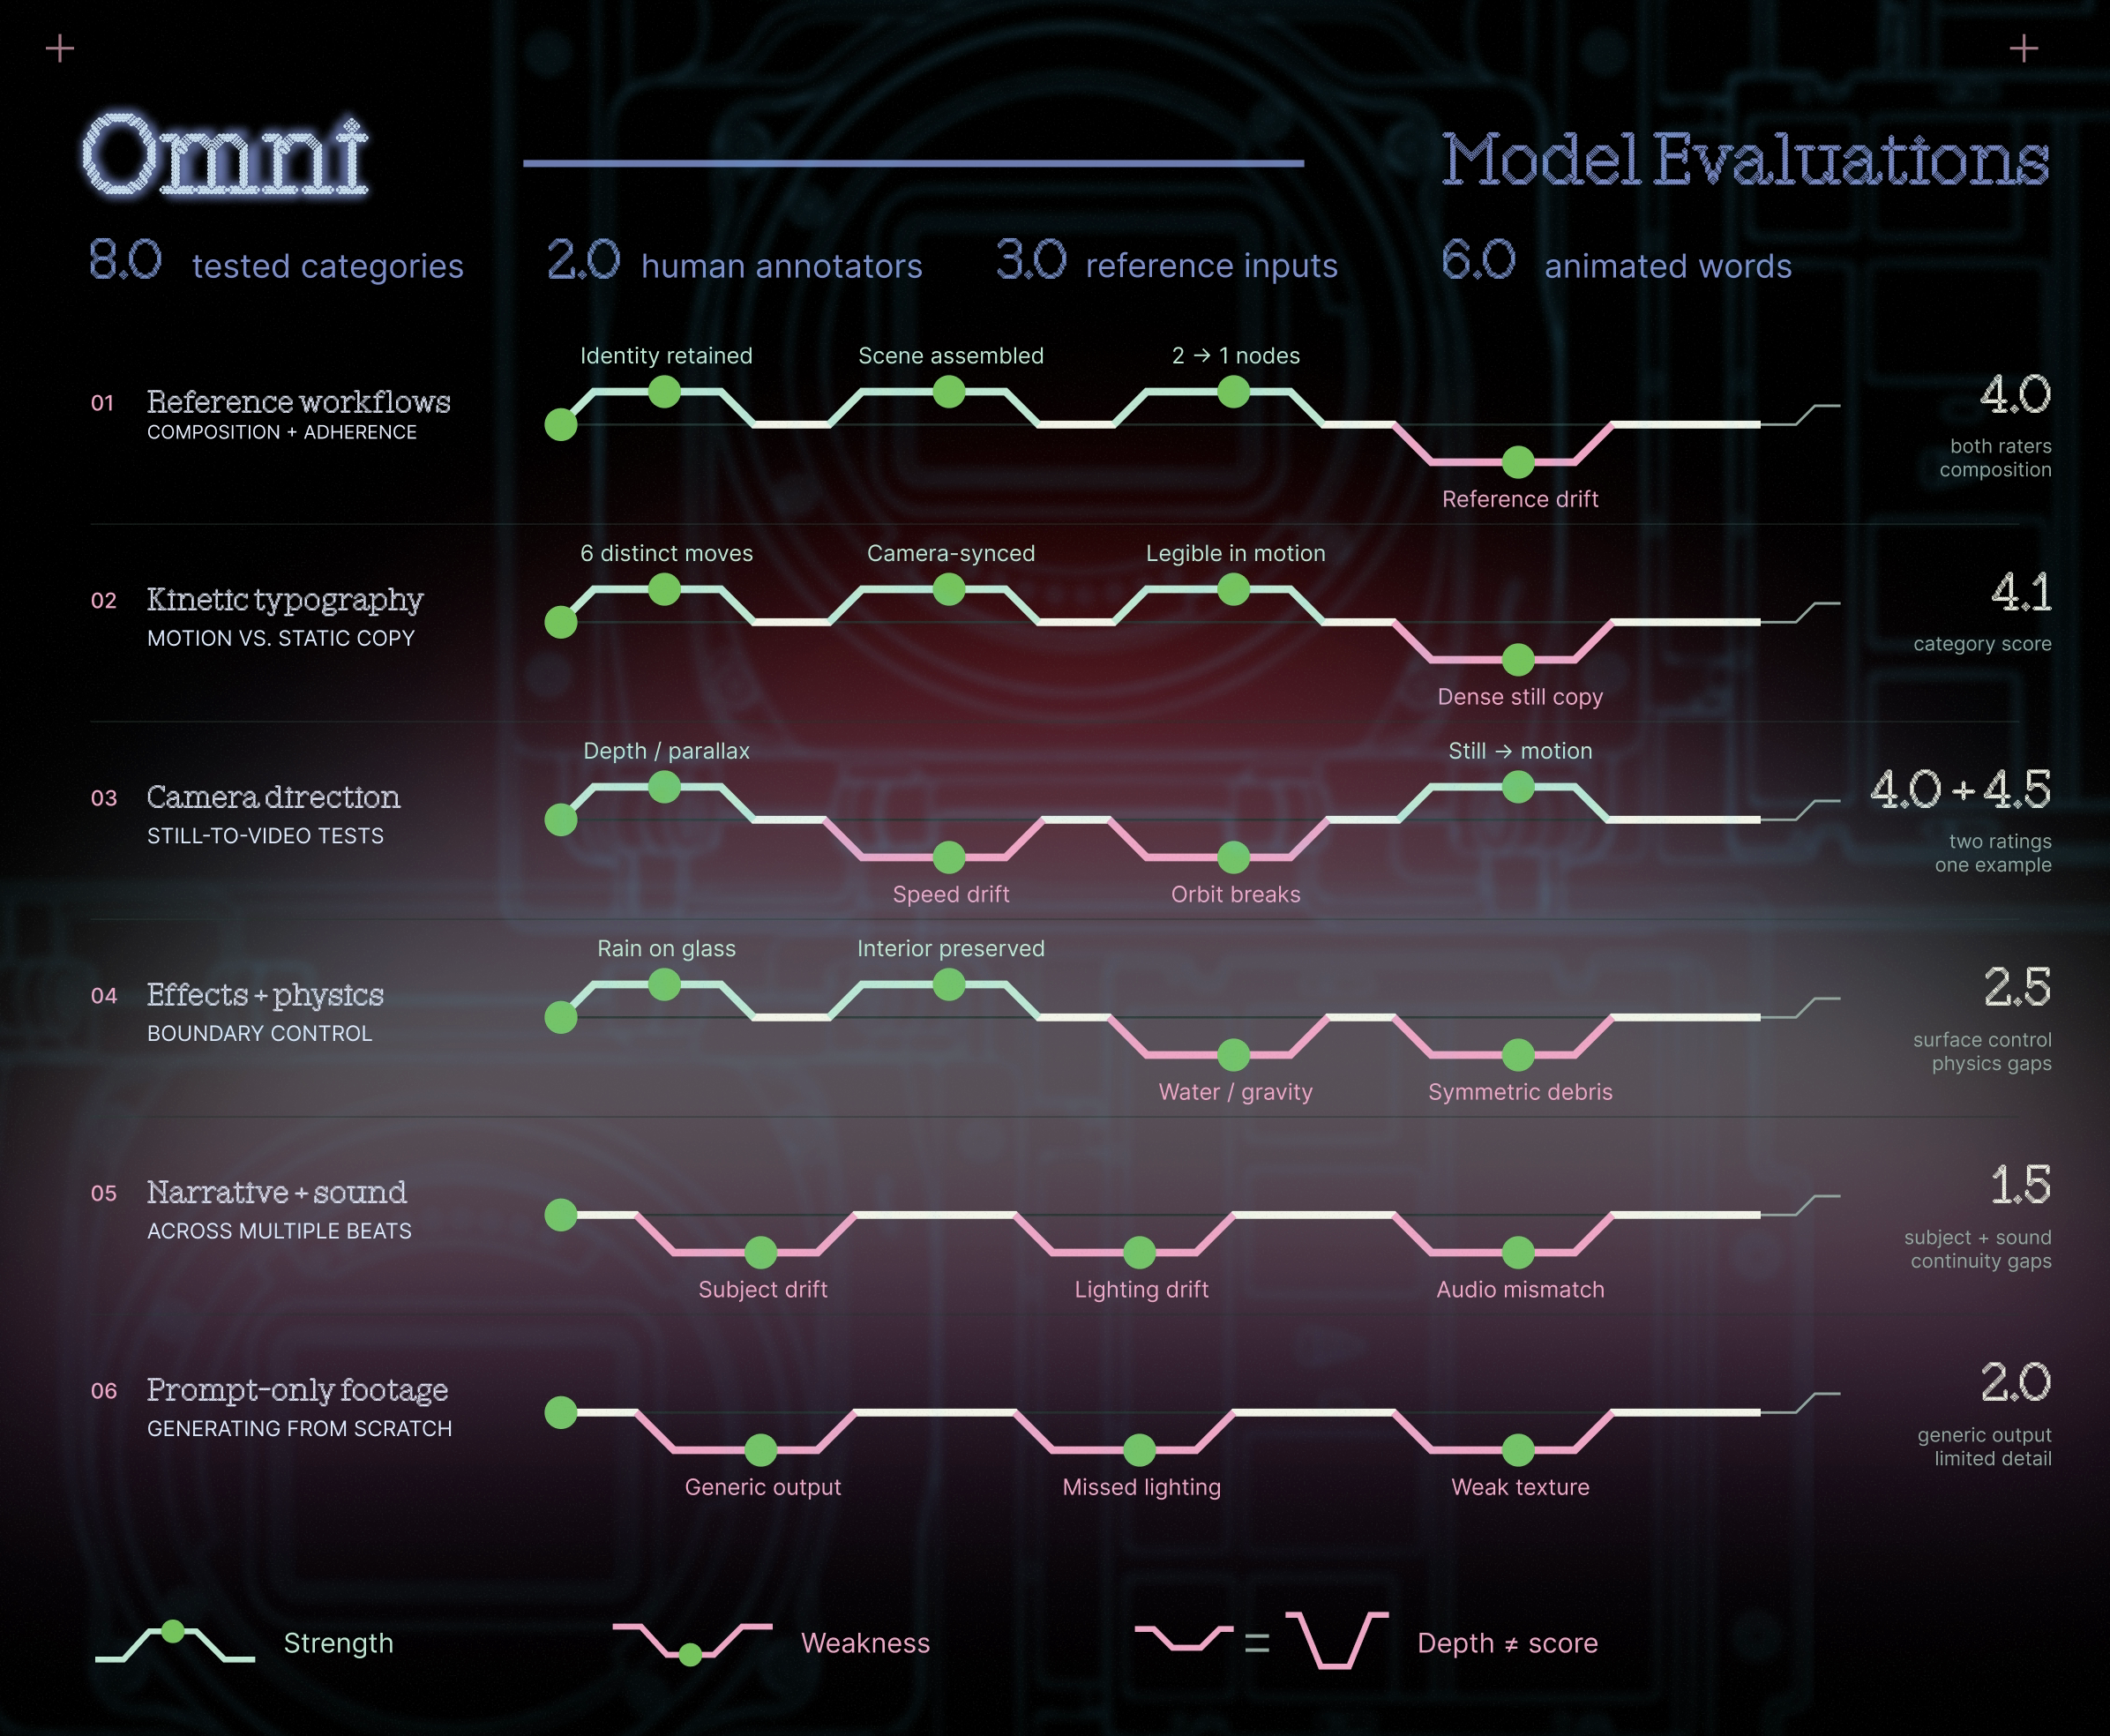 Omni
Model Evaluations
8.0 tested categories
2.0 human annotators
3.0 reference inputs
6.0 animated words
01
Reference workflows
COMPOSITION + ADHERENCE
Identity retained
Scene assembled
2 → 1 nodes
Reference drift
4.0
both raters
composition
02
Kinetic typography
MOTION VS. STATIC COPY
6 distinct moves
Camera-synced
Legible in motion
Dense still copy
4.1
category score
03
Camera direction
STILL-TO-VIDEO TESTS
Depth / parallax
Speed drift
Orbit breaks
Still → motion
4.0 + 4.5
two ratings
one example
04
Effects + physics
BOUNDARY CONTROL
Rain on glass
Interior preserved
Water / gravity
Symmetric debris
2.5
surface control
physics gaps
05
Narrative + sound
ACROSS MULTIPLE BEATS
Subject drift
Lighting drift
Audio mismatch
1.5
subject + sound
continuity gaps
06
Prompt-only footage
GENERATING FROM SCRATCH
Generic output
Missed lighting
Weak texture
2.0
generic output
limited detail
Strength
Weakness
=
Depth ≠ score